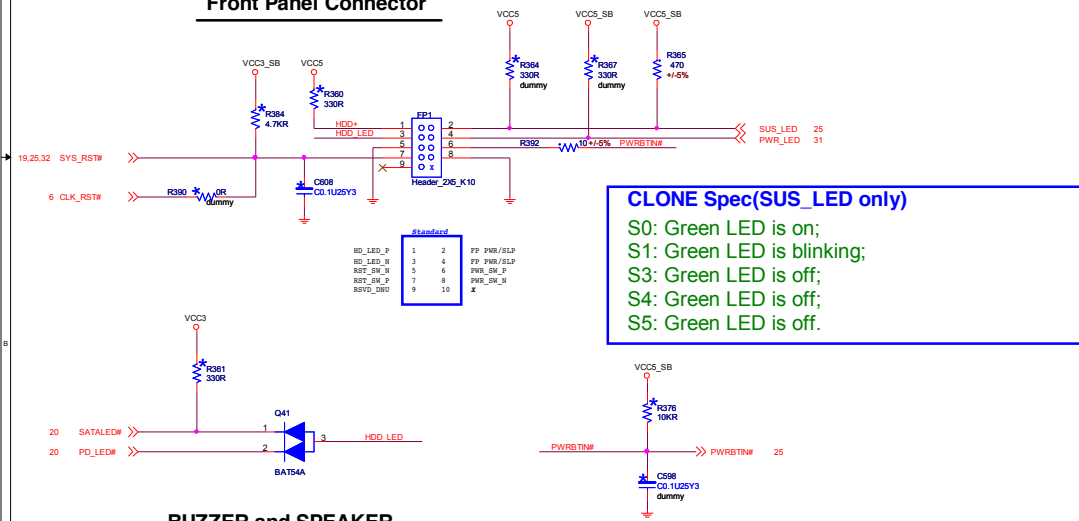 Front Panel Connector
VCC5
VCC5_SB
VCC5_SB
VCC3_SB
VCC5
R364
330R
dummy
R367
330R
dummy
R365
470
+/-5%
R384
4.7KR
R360
330R
FP1
HDD+
HDD_LED
1
2
3
4
5
6
7
8
9
x
R392
10
+/-5%
PWRBTIN#
SUS_LED 25
PWR_LED 31
19,25,32 SYS_RST#
6 CLK_RST#
R390
0R
dummy
C608
C0.1U25Y3
Header_2X5_K10
CLONE Spec(SUS_LED only)
S0: Green LED is on;
S1: Green LED is blinking;
S3: Green LED is off;
S4: Green LED is off;
S5: Green LED is off.
Standard
HD_LED_P 1 2 FP PWR/SLP
HD_LED_N 3 4 FP PWR/SLP
RST_SW_N 5 6 PWR_SW_P
RST_SW_P 7 8 PWR_SW_N
RSVD_DNU 9 10 X
VCC3
B
R361
330R
VCC5_SB
R376
10KR
20 SATALED#
20 PD_LED#
Q41
1
2
3
HDD_LED
BAT54A
PWRBTIN#
PWRBTIN# 25
C598
C0.1U25Y3
dummy
BUZZER and SPEAKER